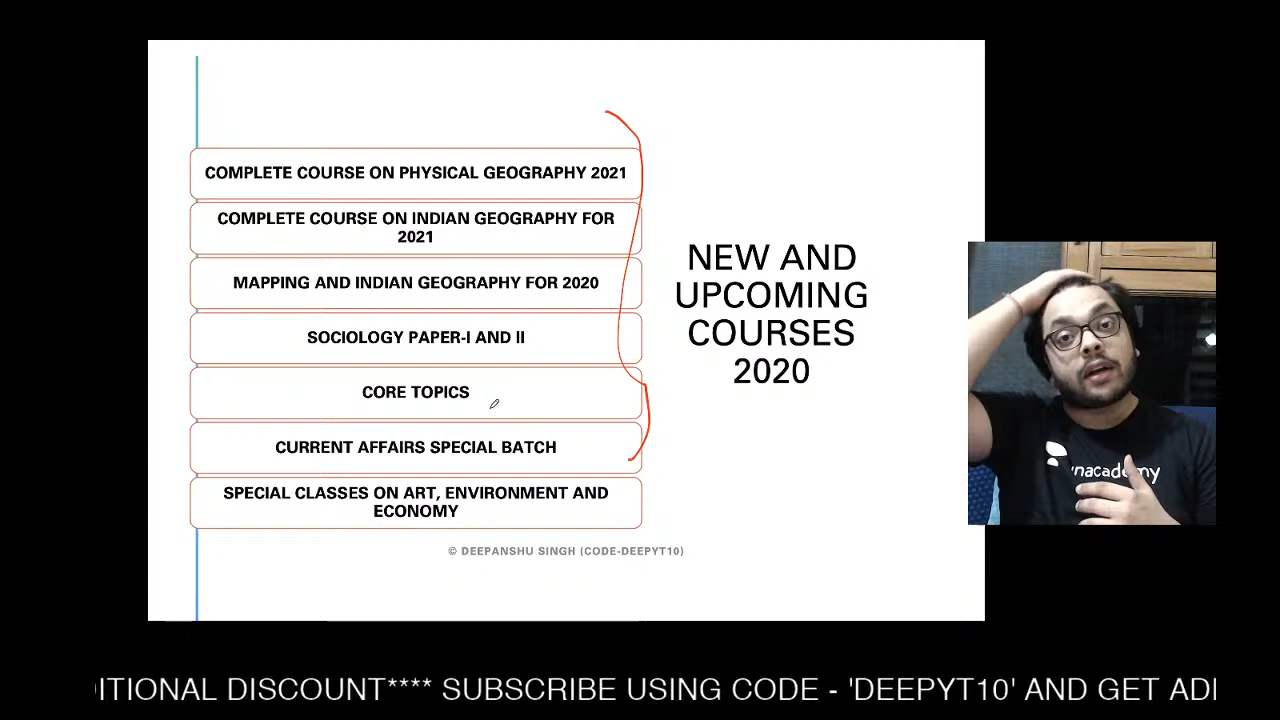 COMPLETE COURSE ON PHYSICAL GEOGRAPHY 2021
COMPLETE COURSE ON INDIAN GEOGRAPHY FOR
2021
MAPPING AND INDIAN GEOGRAPHY FOR 2020
SOCIOLOGY PAPER-I AND II
CORE TOPICS
CURRENT AFFAIRS SPECIAL BATCH
SPECIAL CLASSES ON ART, ENVIRONMENT AND
ECONOMY
NEW AND
UPCOMING
COURSES
2020
© DEEPANSHU SINGH (CODE-DEEPYT10)
unacademy
DITIONAL DISCOUNT**** SUBSCRIBE USING CODE - 'DEEPYT10' AND GET ADI